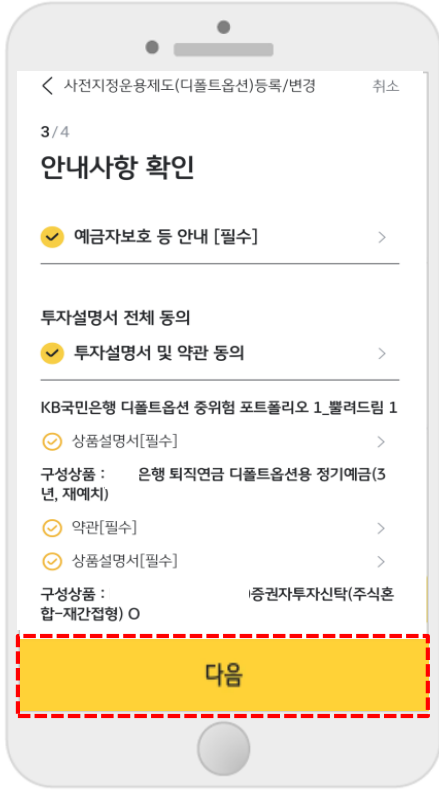 사전지정운용제도(디폴트옵션)등록/변경 취소
3/4
안내사항 확인
예금자보호 등 안내 [필수]
투자설명서 전체 동의
투자설명서 및 약관 동의
KB국민은행 디폴트옵션 중위험 포트폴리오 1_뿔려드림 1
상품설명서[필수]
구성상품 : 은행 퇴직연금 디폴트옵션용 정기예금(3
년, 재예치)
약관[필수]
상품설명서[필수]
구성상품 : 증권자투자신탁(주식혼
합-재간접형) O
다음